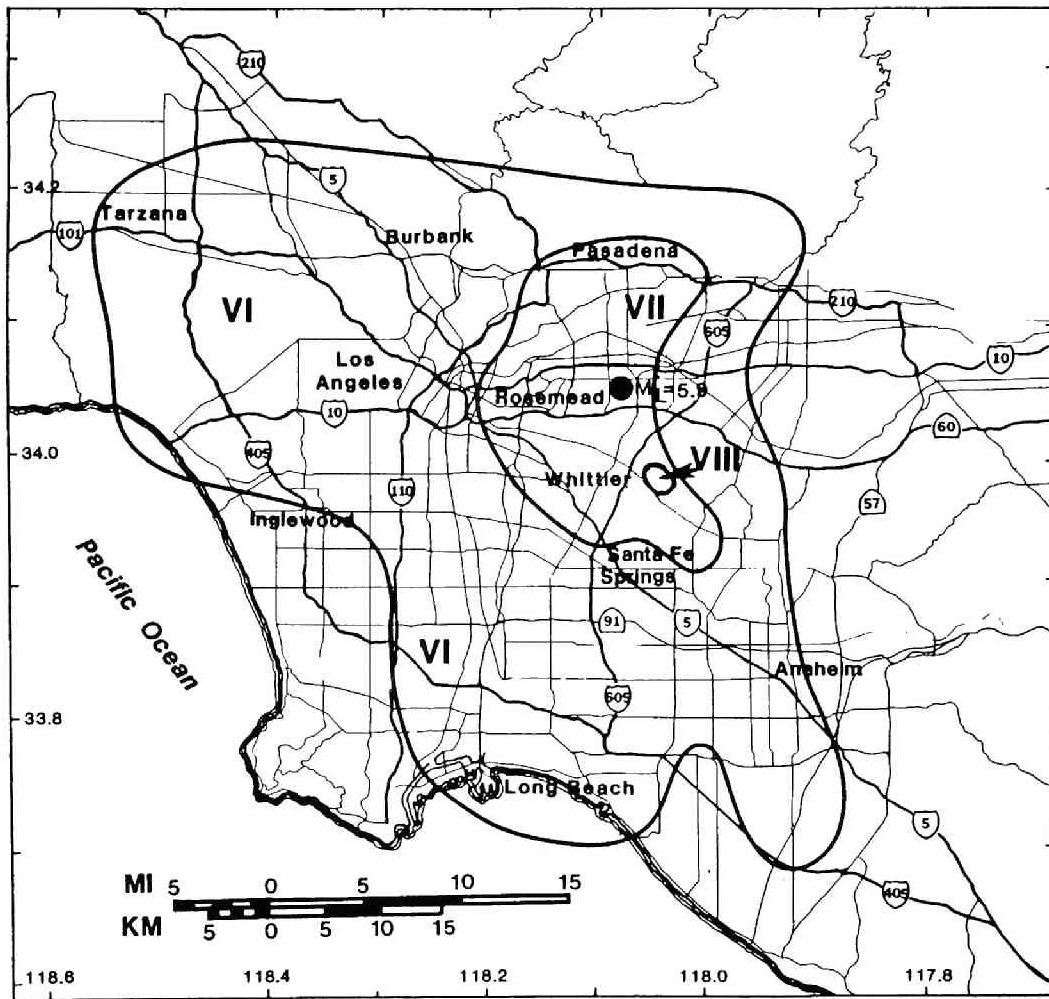 210
34.2
5
Tarzana
101
Burbank
Pasadena
VI
VII
210
605
Los
Angeles
10
Rosemead
10
60
34.0
405
110
Whittier
VIII
57
Inglewood
Santa Fe
Springs
Pacific Ocean
VI
91
5
Anaheim
605
33.8
Long Beach
5
405
MI 5 0 5 10 15
KM 5 0 5 10 15
118.6 118.4 118.2 118.0 117.8